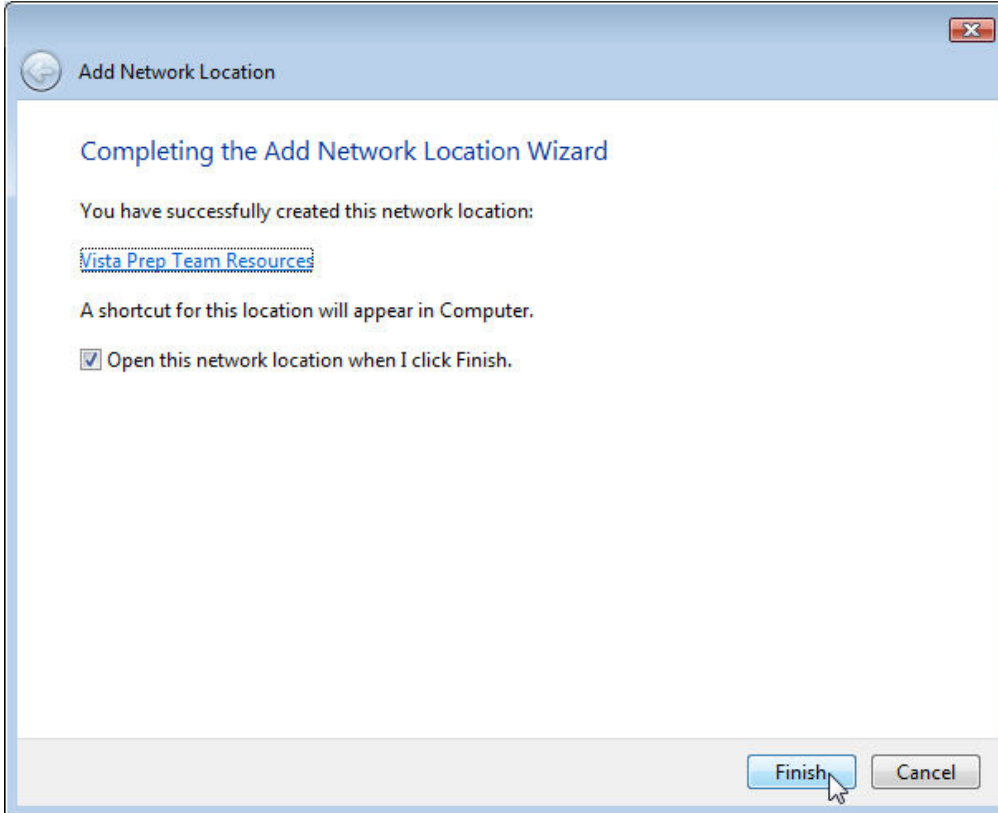 Add Network Location
Completing the Add Network Location Wizard
You have successfully created this network location:
Vista Prep Team Resources
A shortcut for this location will appear in Computer.
Open this network location when I click Finish.
Finish
Cancel